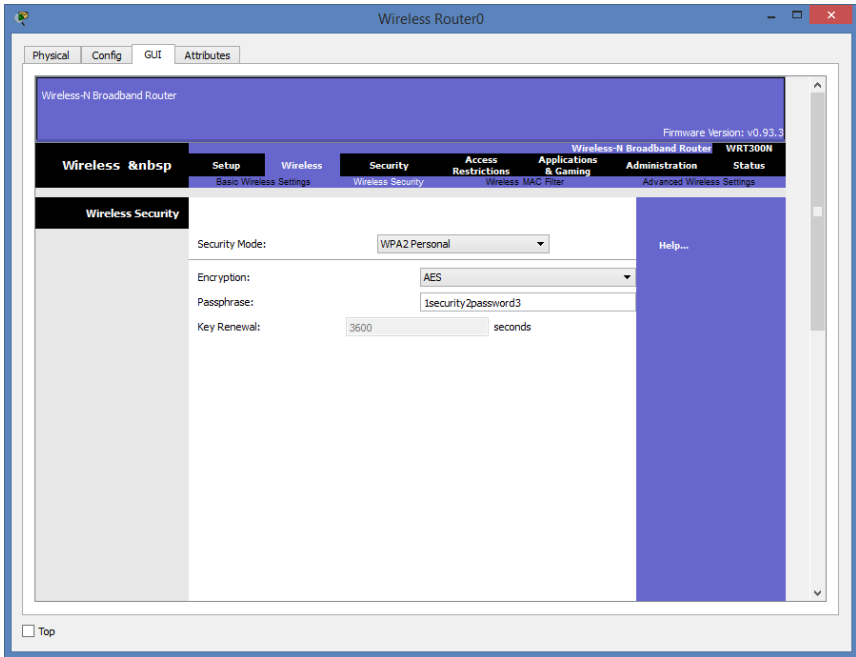 Wireless Router0
Physical Config GUI Attributes
Wireless-N Broadband Router
Firmware Version: v0.93.3
Wireless-N Broadband Router WRT300N
Wireless &nbsp Setup Wireless Security Access Restrictions Applications & Gaming Administration Status
Basic Wireless Settings Wireless Security Wireless MAC Filter Advanced Wireless Settings
Wireless Security
Security Mode: WPA2 Personal
Help...
Encryption: AES
Passphrase: 1security2password3
Key Renewal: 3600 seconds
Top